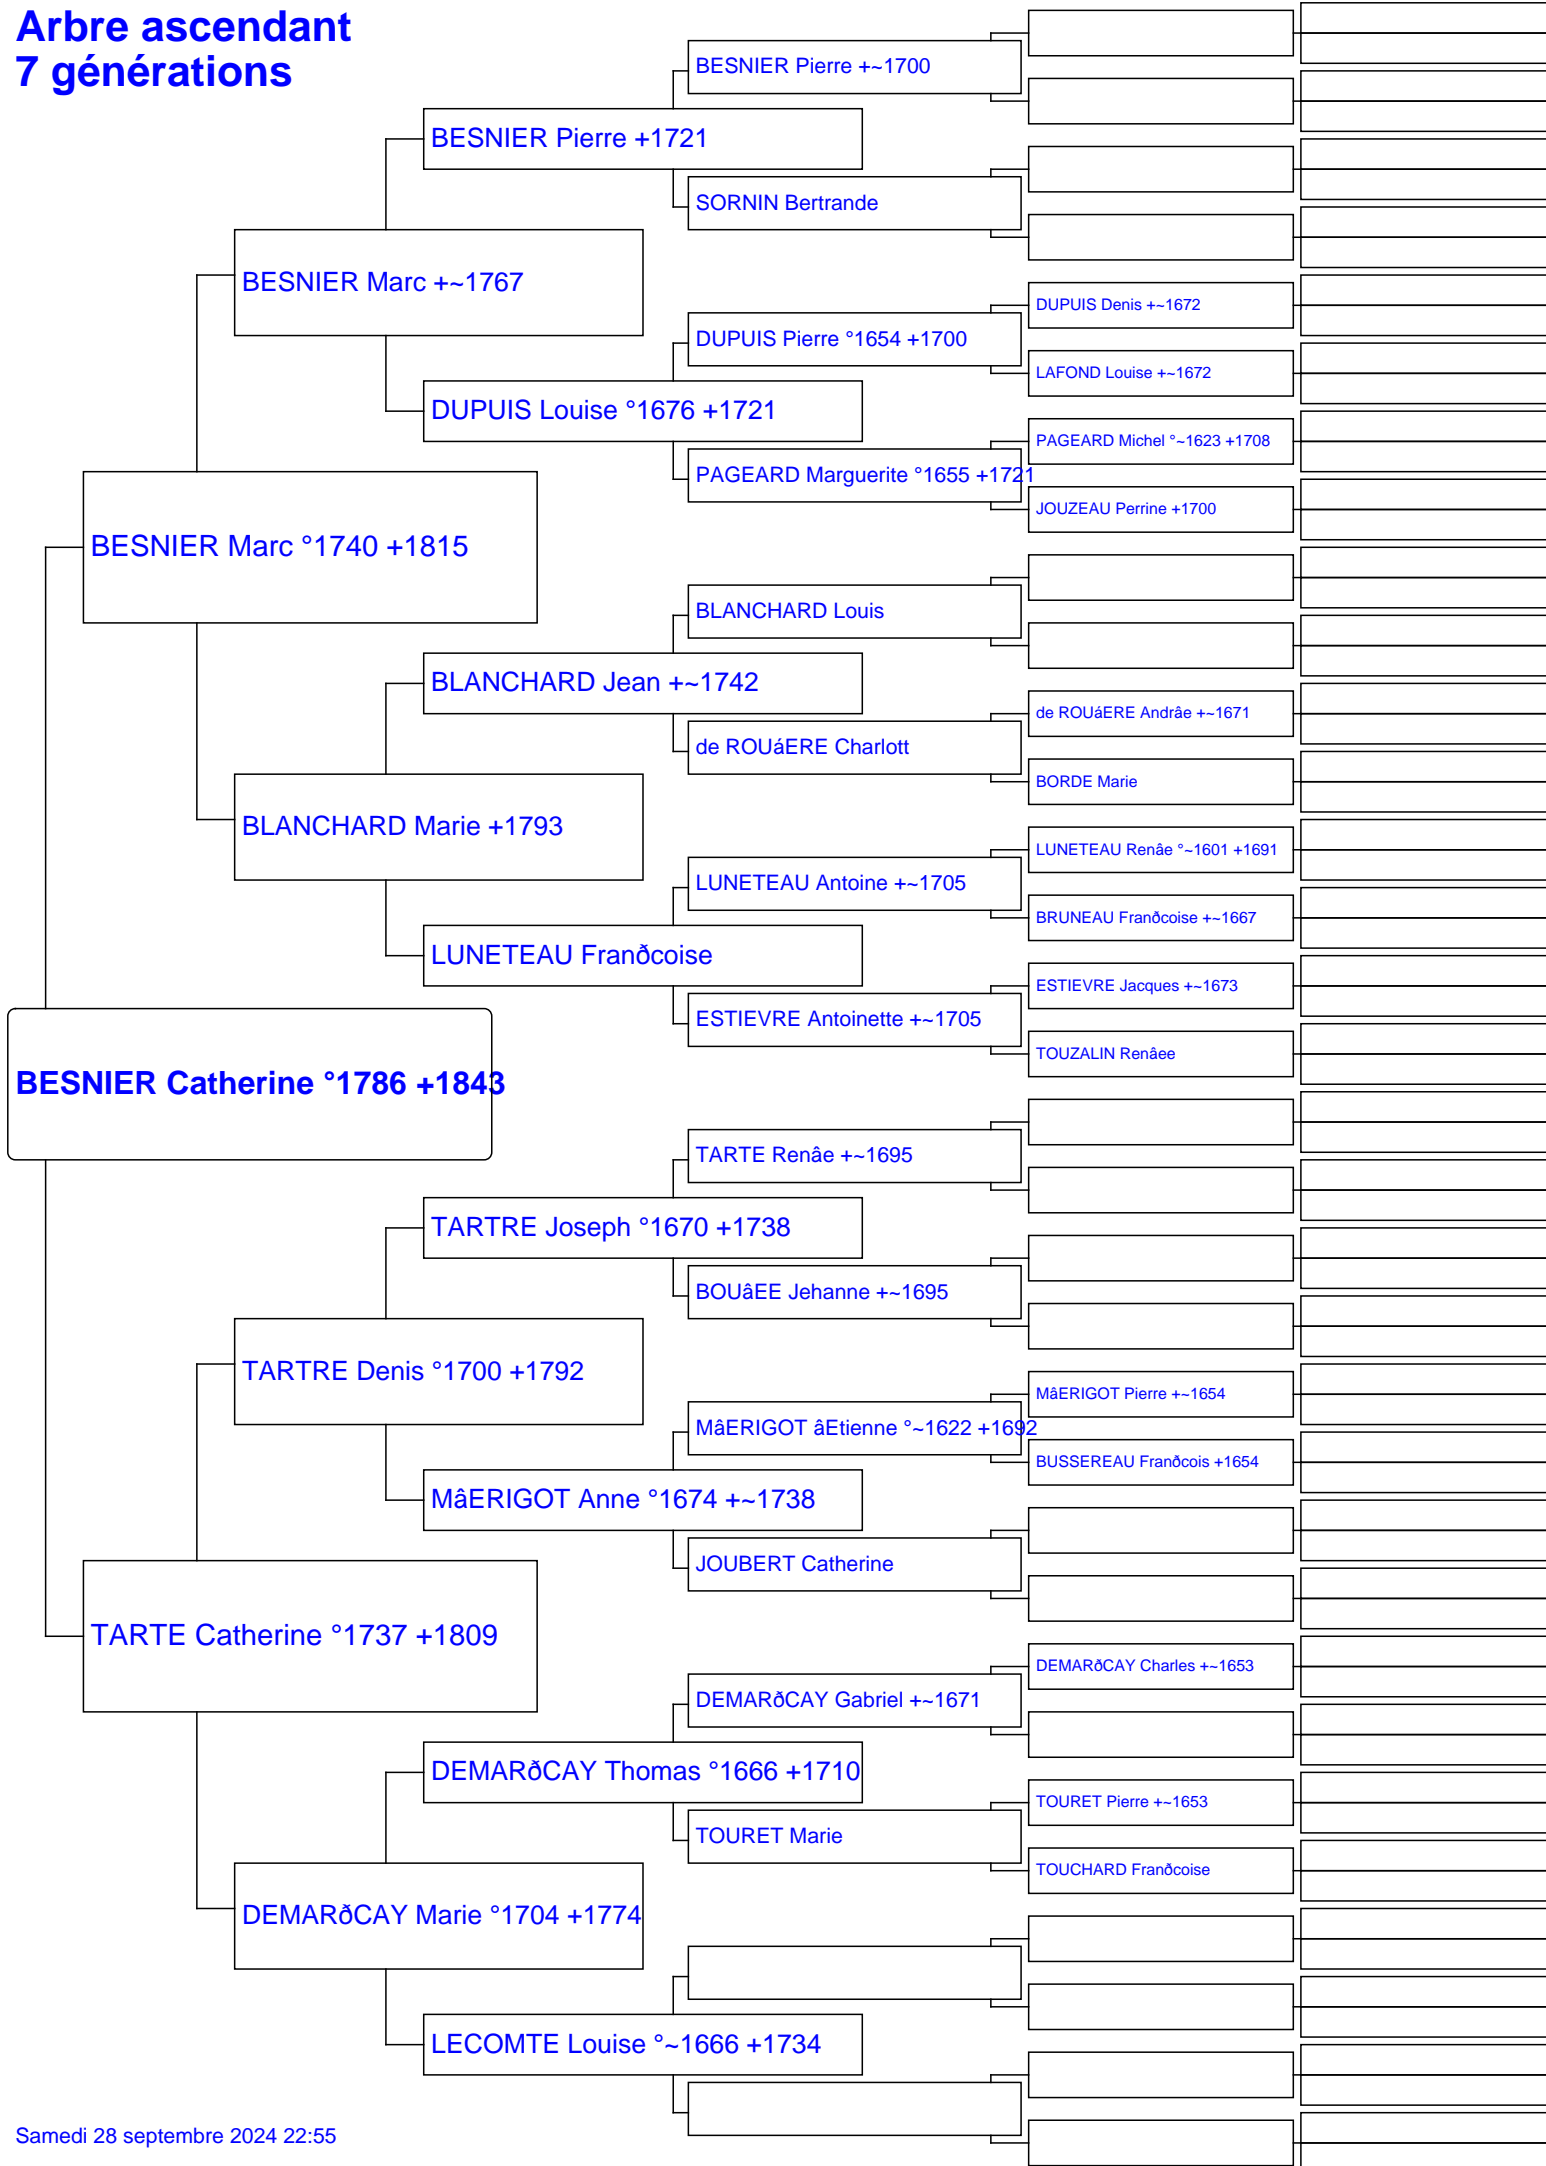 Arbre ascendant
7 générations
BESNIER Pierre +~1700
BESNIER Pierre +1721
SORNIN Bertrande
BESNIER Marc +~1767
DUPUIS Denis +~1672
DUPUIS Pierre °1654 +1700
LAFOND Louise +~1672
DUPUIS Louise °1676 +1721
PAGEARD Michel °~1623 +1708
PAGEARD Marguerite °1655 +1721
JOUZEAU Perrine +1700
BESNIER Marc °1740 +1815
BLANCHARD Louis
BLANCHARD Jean +~1742
de ROUáERE Andrâe +~1671
de ROUáERE Charlott
BORDE Marie
BLANCHARD Marie +1793
LUNETEAU Renâe °~1601 +1691
LUNETEAU Antoine +~1705
BRUNEAU Franðcoise +~1667
LUNETEAU Franðcoise
ESTIEVRE Jacques +~1673
ESTIEVRE Antoinette +~1705
TOUZALIN Renâee
BESNIER Catherine °1786 +1843
TARTE Renâe +~1695
TARTRE Joseph °1670 +1738
BOUâEE Jehanne +~1695
TARTRE Denis °1700 +1792
MâERIGOT Pierre +~1654
MâERIGOT âEtienne °~1622 +1692
BUSSEREAU Franðcois +1654
MâERIGOT Anne °1674 +~1738
JOUBERT Catherine
TARTE Catherine °1737 +1809
DEMARðCAY Charles +~1653
DEMARðCAY Gabriel +~1671
DEMARðCAY Thomas °1666 +1710
TOURET Pierre +~1653
TOURET Marie
TOUCHARD Franðcoise
DEMARðCAY Marie °1704 +1774
LECOMTE Louise °~1666 +1734
Samedi 28 septembre 2024 22:55